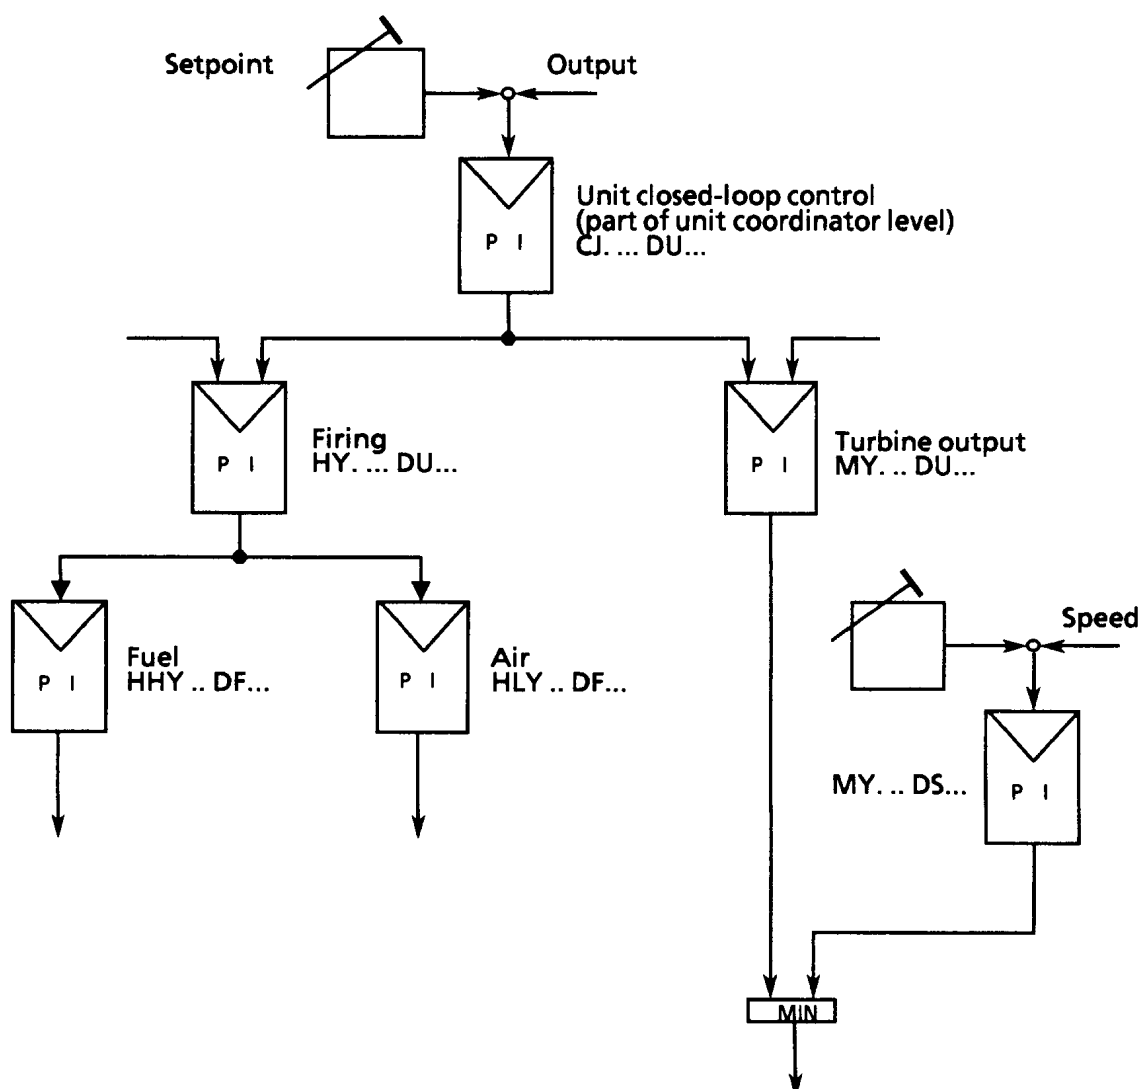 Setpoint
Output
Unit closed-loop control
(part of unit coordinator level)
CJ. ... DU...
P I
Firing
HY. ... DU...
P I
Turbine output
MY. .. DU...
P I
Fuel
HHY .. DF...
P I
Air
HLY .. DF...
P I
Speed
MY. .. DS...
P I
MIN